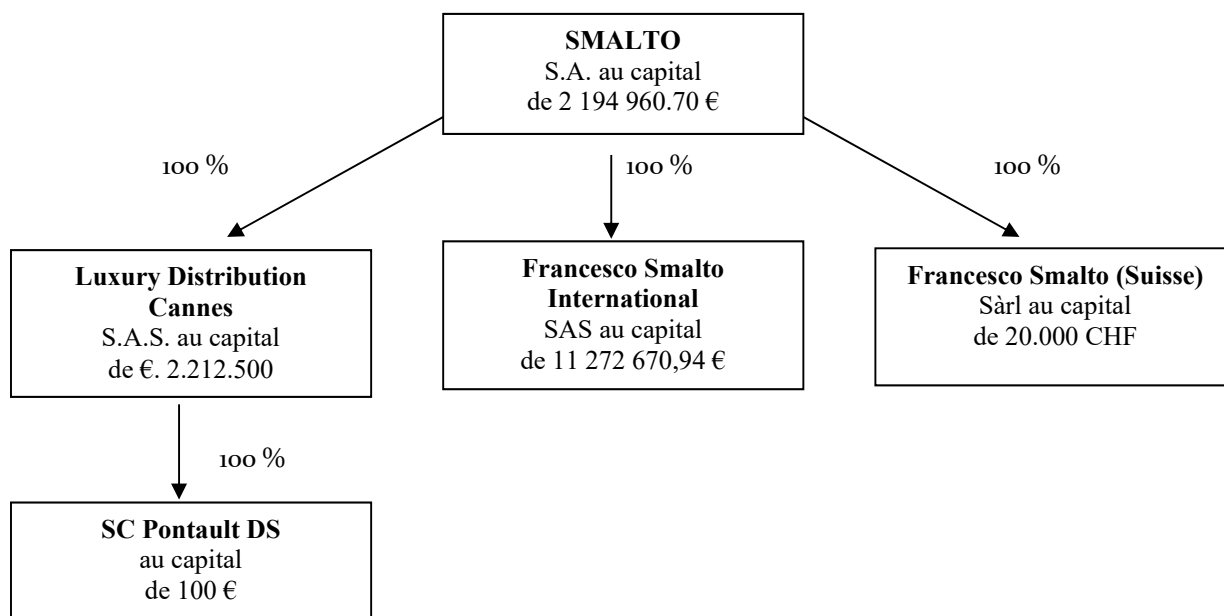 SMALTO
S.A. au capital
de 2 194 960.70 €
100 %
100 %
100 %
Luxury Distribution
Cannes
S.A.S. au capital
de €. 2.212.500
Francesco Smalto
International
SAS au capital
de 11 272 670,94 €
Francesco Smalto (Suisse)
Sàrl au capital
de 20.000 CHF
100 %
SC Pontault DS
au capital
de 100 €